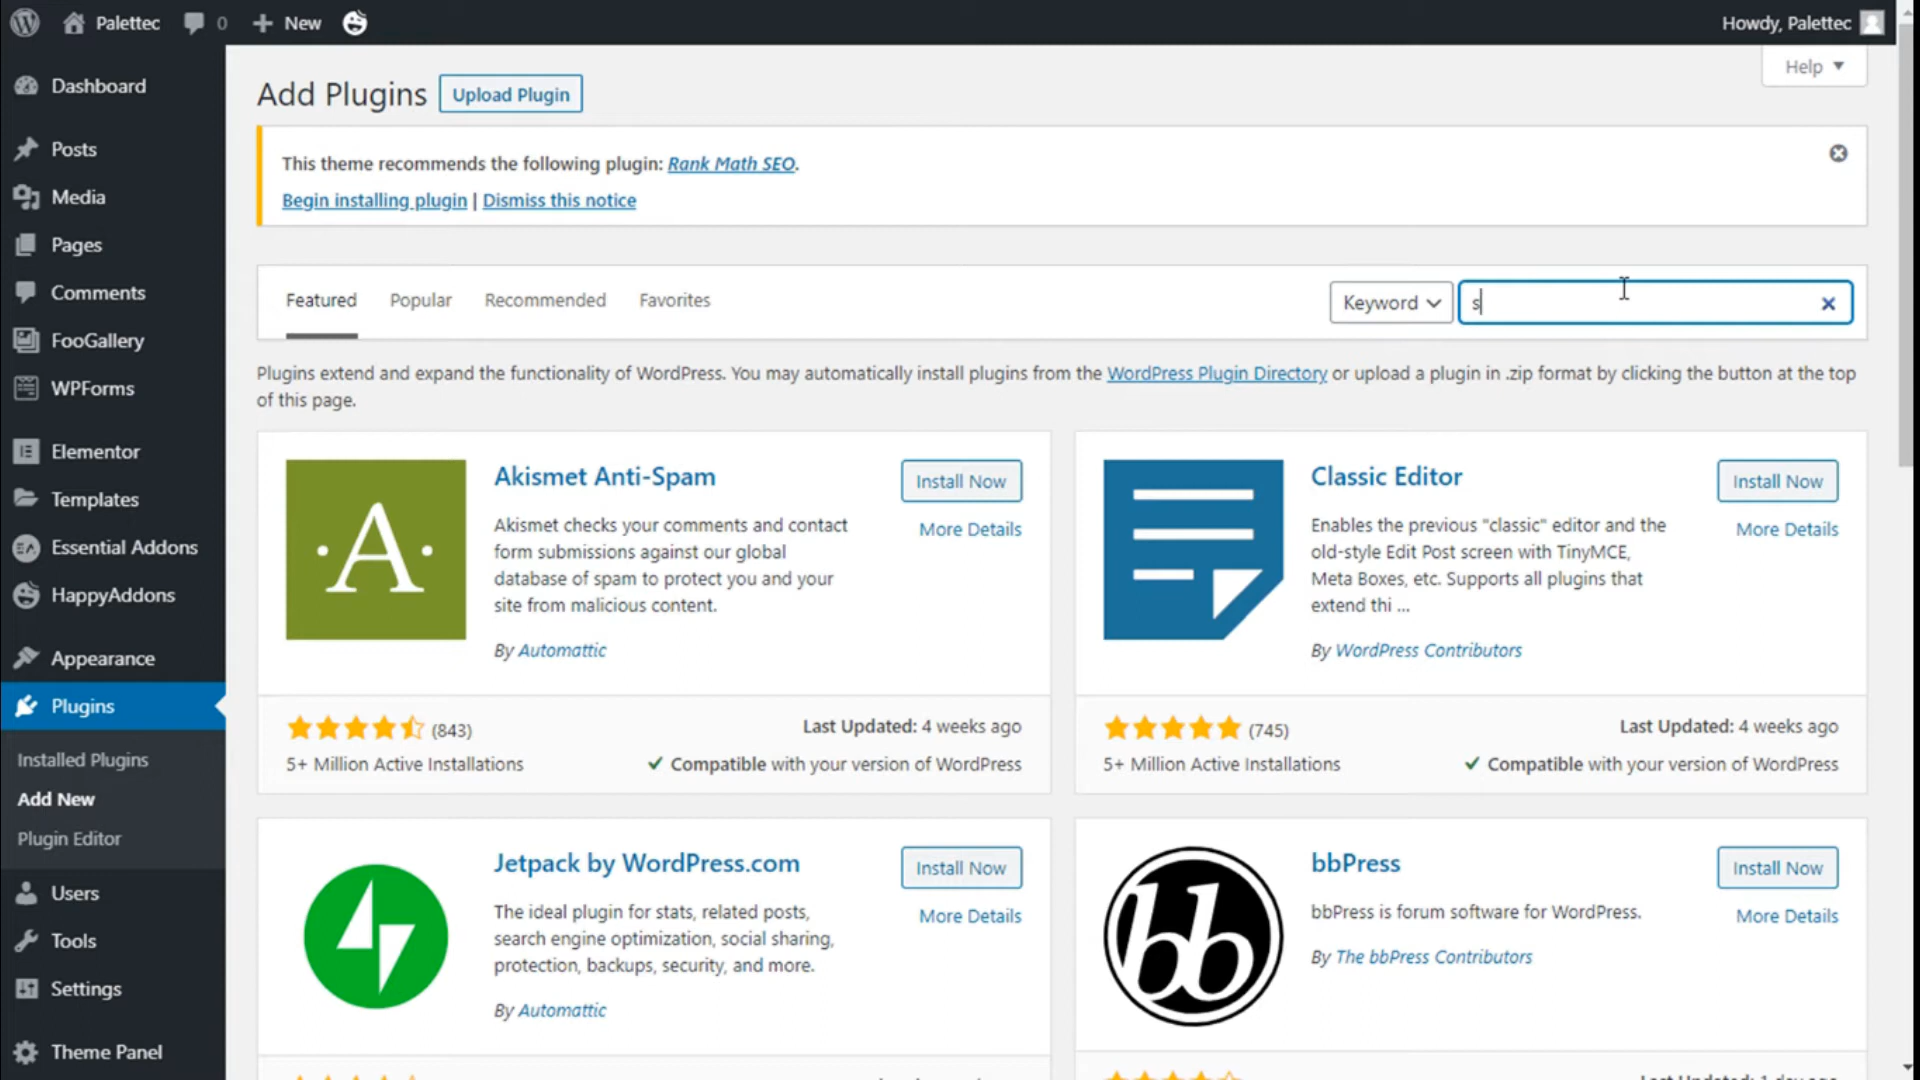 Palettec
0
New
Howdy, Palettec
Help
Dashboard
Posts
Media
Pages
Comments
FooGallery
WPForms
Elementor
Templates
Essential Addons
HappyAddons
Appearance
Plugins
Installed Plugins
Add New
Plugin Editor
Users
Tools
Settings
Theme Panel
Add Plugins
Upload Plugin
This theme recommends the following plugin: Rank Math SEO.
Begin installing plugin | Dismiss this notice
Featured Popular Recommended Favorites
Keyword
s
Plugins extend and expand the functionality of WordPress. You may automatically install plugins from the WordPress Plugin Directory or upload a plugin in .zip format by clicking the button at the top
of this page.
A
Akismet Anti-Spam
Install Now
More Details
Akismet checks your comments and contact
form submissions against our global
database of spam to protect you and your
site from malicious content.
By Automattic
(843)
Last Updated: 4 weeks ago
5+ Million Active Installations
Compatible with your version of WordPress
Classic Editor
Install Now
More Details
Enables the previous "classic" editor and the
old-style Edit Post screen with TinyMCE,
Meta Boxes, etc. Supports all plugins that
extend thi ...
By WordPress Contributors
(745)
Last Updated: 4 weeks ago
5+ Million Active Installations
Compatible with your version of WordPress
Jetpack by WordPress.com
Install Now
More Details
The ideal plugin for stats, related posts,
search engine optimization, social sharing,
protection, backups, security, and more.
By Automattic
bb
bbPress
Install Now
More Details
bbPress is forum software for WordPress.
By The bbPress Contributors
Last Updated: 1 day ago